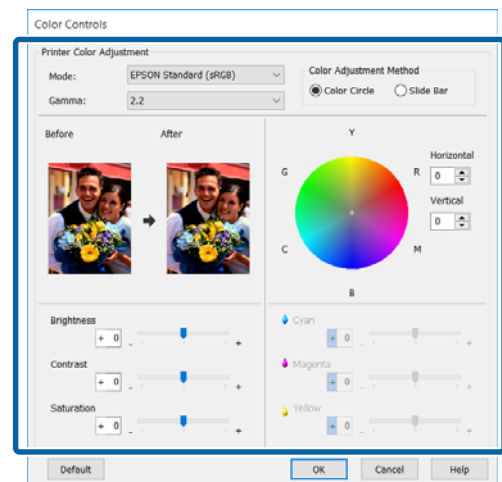 Color Controls
Printer Color Adjustment
Mode: EPSON Standard (sRGB)
Gamma: 2.2
Color Adjustment Method
Color Circle Slide Bar
Before After
Y
G R
C M
B
Horizontal
0
Vertical
0
Brightness
+ 0 - +
Contrast
+ 0 - +
Saturation
+ 0 - +
Cyan
+ 0 - +
Magenta
+ 0 - +
Yellow
+ 0 - +
Default OK Cancel Help